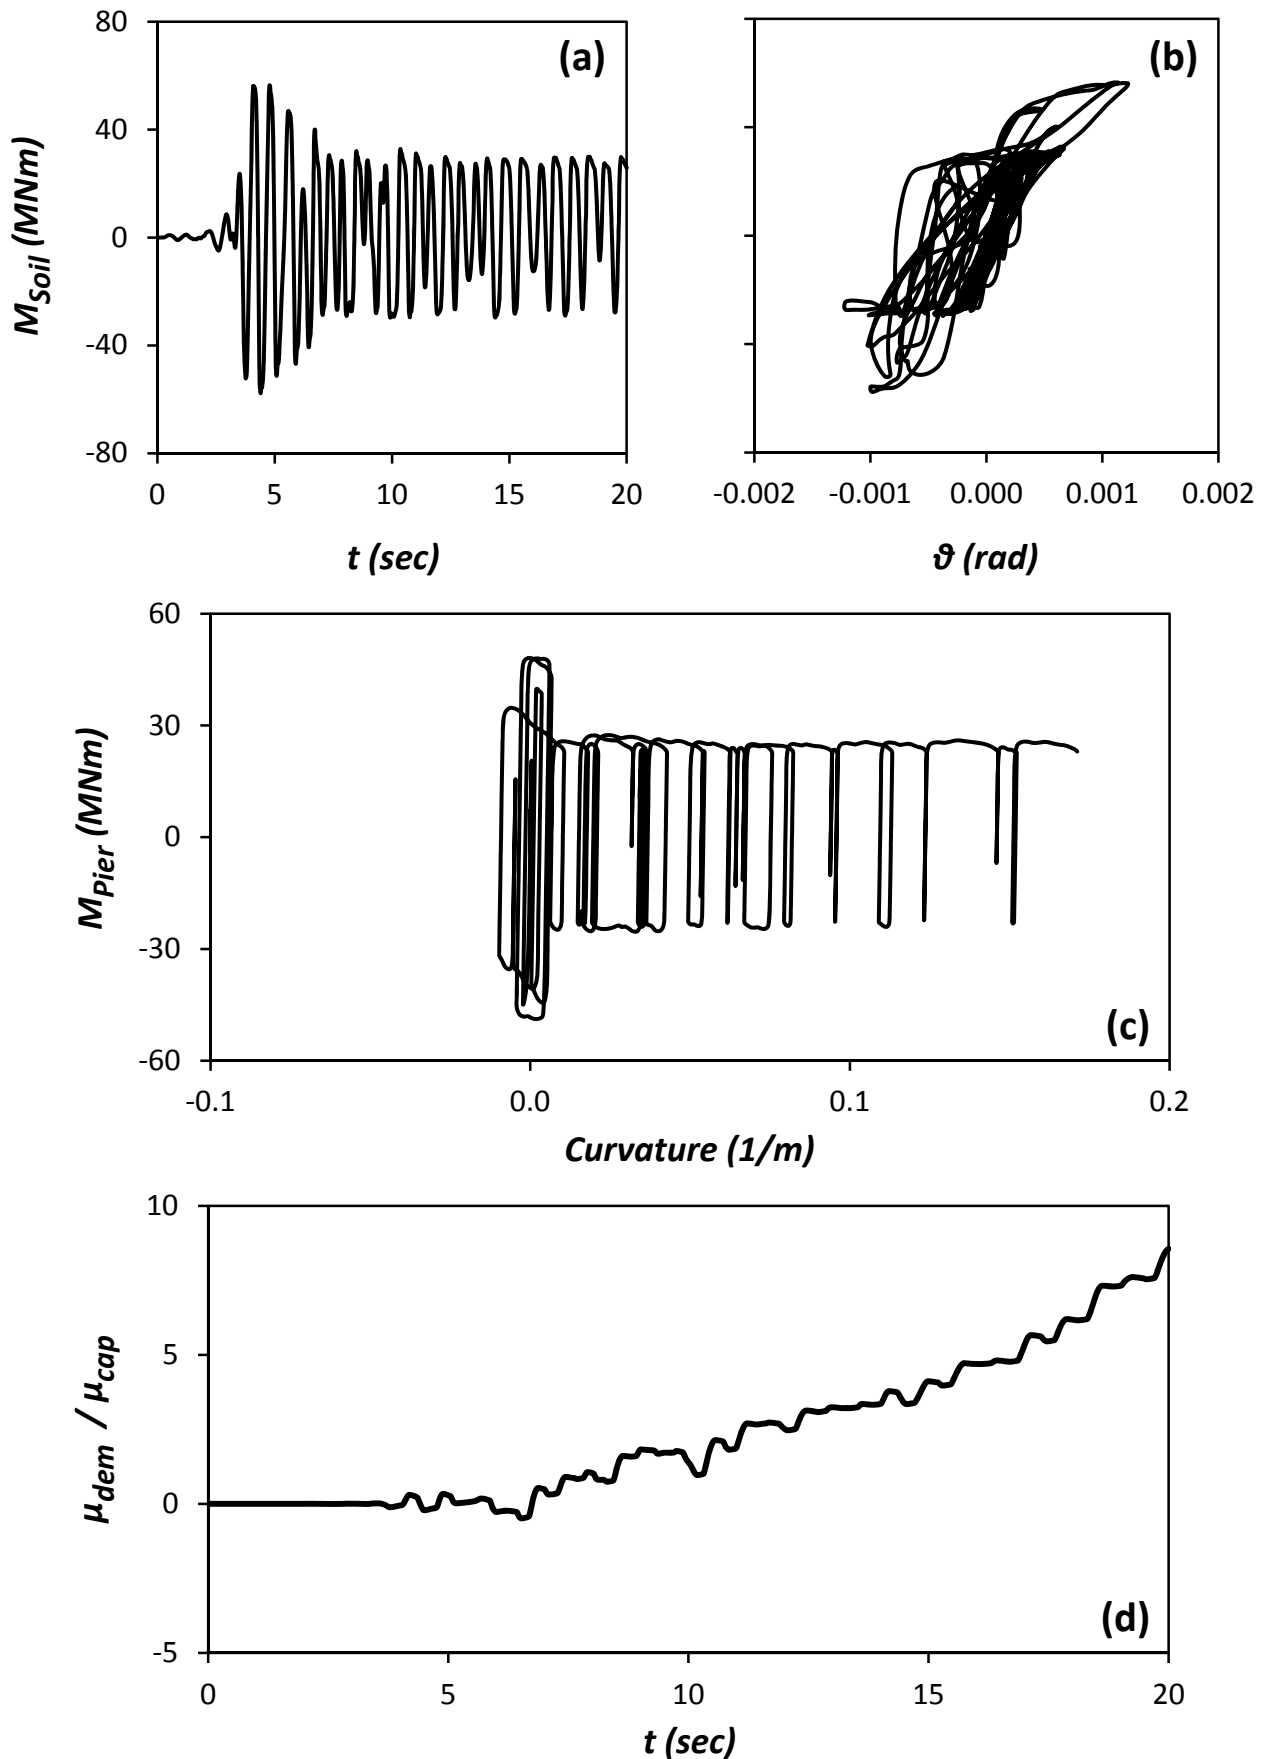 80
40
0
-40
-80
M_Soil (MNm)
(a)
0 5 10 15 20
t (sec)
(b)
-0.002 -0.001 0.000 0.001 0.002
ϑ (rad)
60
30
0
-30
-60
M_Pier (MNm)
(c)
-0.1 0.0 0.1 0.2
Curvature (1/m)
10
5
0
-5
μ_dem / μ_cap
(d)
0 5 10 15 20
t (sec)